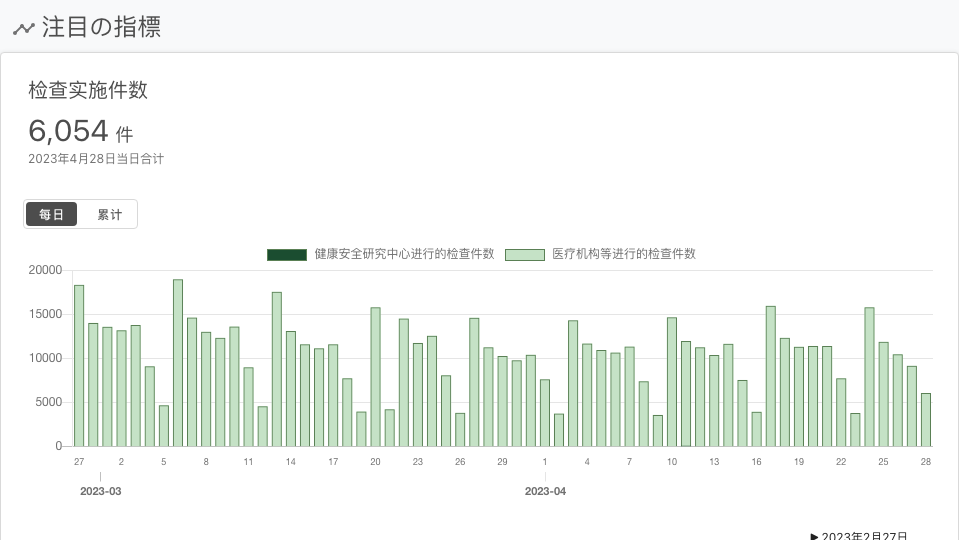 注目の指標
检查实施件数
6,054 件
2023年4月28日当日合计
每日 累计
健康安全研究中心进行的检查件数 医疗机构等进行的检查件数
20000
15000
10000
5000
0
27 2 5 8 11 14 17 20 23 26 29 1 4 7 10 13 16 19 22 25 28
2023-03 2023-04
▶ 2023年2月27日